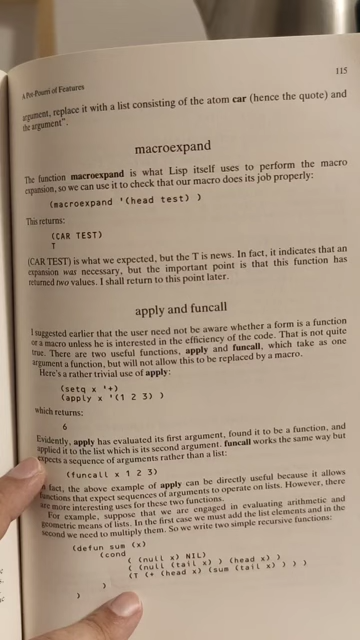 A Pot-Pourri of Features
115
argument, replace it with a list consisting of the atom car (hence the quote) and
the argument".
macroexpand
The function macroexpand is what Lisp itself uses to perform the macro
expansion, so we can use it to check that our macro does its job properly:
(macroexpand '(head test) )
This returns:
(CAR TEST)
T
(CAR TEST) is what we expected, but the T is news. In fact, it indicates that an
expansion was necessary, but the important point is that this function has
returned two values. I shall return to this point later.
apply and funcall
I suggested earlier that the user need not be aware whether a form is a function
or a macro unless he is interested in the efficiency of the code. That is not quite
true. There are two useful functions, apply and funcall, which take as one
argument a function, but will not allow this to be replaced by a macro.
Here's a rather trivial use of apply:
(setq x '+)
(apply x '(1 2 3) )
which returns:
6
Evidently, apply has evaluated its first argument, found it to be a function, and
applied it to the list which is its second argument. funcall works the same way but
expects a sequence of arguments rather than a list:
(funcall x 1 2 3)
fact, the above example of apply can be directly useful because it allows
functions that expect sequences of arguments to operate on lists. However, there
are more interesting uses for these two functions.
For example, suppose that we are engaged in evaluating arithmetic and
geometric means of lists. In the first case we must add the list elements and in the
second we need to multiply them. So we write two simple recursive functions:
(defun sum (x)
(cond
( (null x) NIL)
( (null (tail x) ) (head x) )
(T (+ (head x) (sum (tail x) ) ) )
)
)